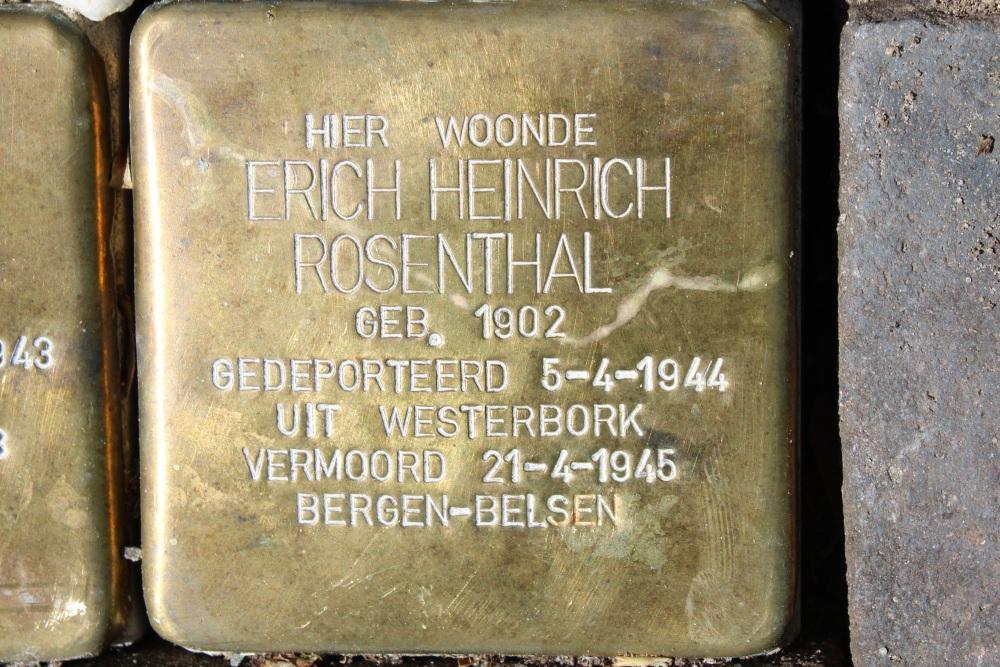 HIER WOONDE
ERICH HEINRICH
ROSENTHAL
GEB. 1902
GEDEPORTEERD 5-4-1944
UIT WESTERBORK
VERMOORD 21-4-1945
BERGEN-BELSEN